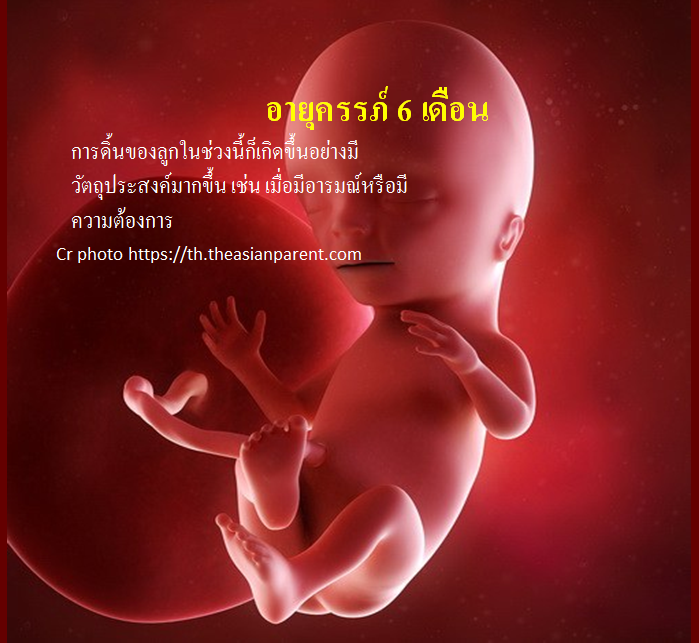 อายุครรภ์ 6 เดือน
การดิ้นของลูกในช่วงนี้ก็เกิดขึ้นอย่างมี
วัตถุประสงค์มากขึ้น เช่น เมื่อมีอารมณ์หรือมี
ความต้องการ
Cr photo https://th.theasianparent.com